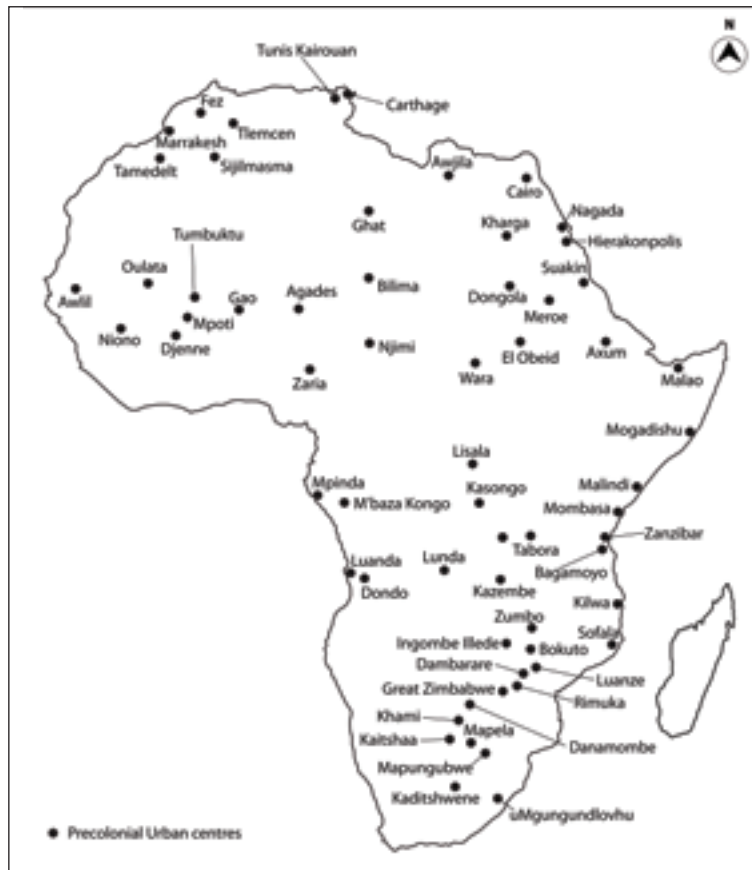 N
Tunis Kairouan
Carthage
Fez
Tlemcen
Marrakesh
Tamedelt
Sijilmasma
Awjila
Cairo
Nagada
Ghat
Kharga
Hierakonpolis
Tumbuktu
Suakin
Oulata
Bilima
Awlil
Gao
Agades
Dongola
Meroe
Mpoti
Niono
Djenne
Njimi
El Obeid
Axum
Zaria
Wara
Malao
Mogadishu
Lisala
Mpinda
Kasongo
Malindi
M'baza Kongo
Mombasa
Zanzibar
Tabora
Luanda
Lunda
Bagamoyo
Dondo
Kazembe
Kilwa
Zumbo
Sofala
Ingombe Illede
Bokuto
Dambarare
Luanze
Great Zimbabwe
Rimuka
Khami
Mapela
Kaitshaa
Danamombe
Mapungubwe
Kaditshwene
uMgungundlovhu
Precolonial Urban centres